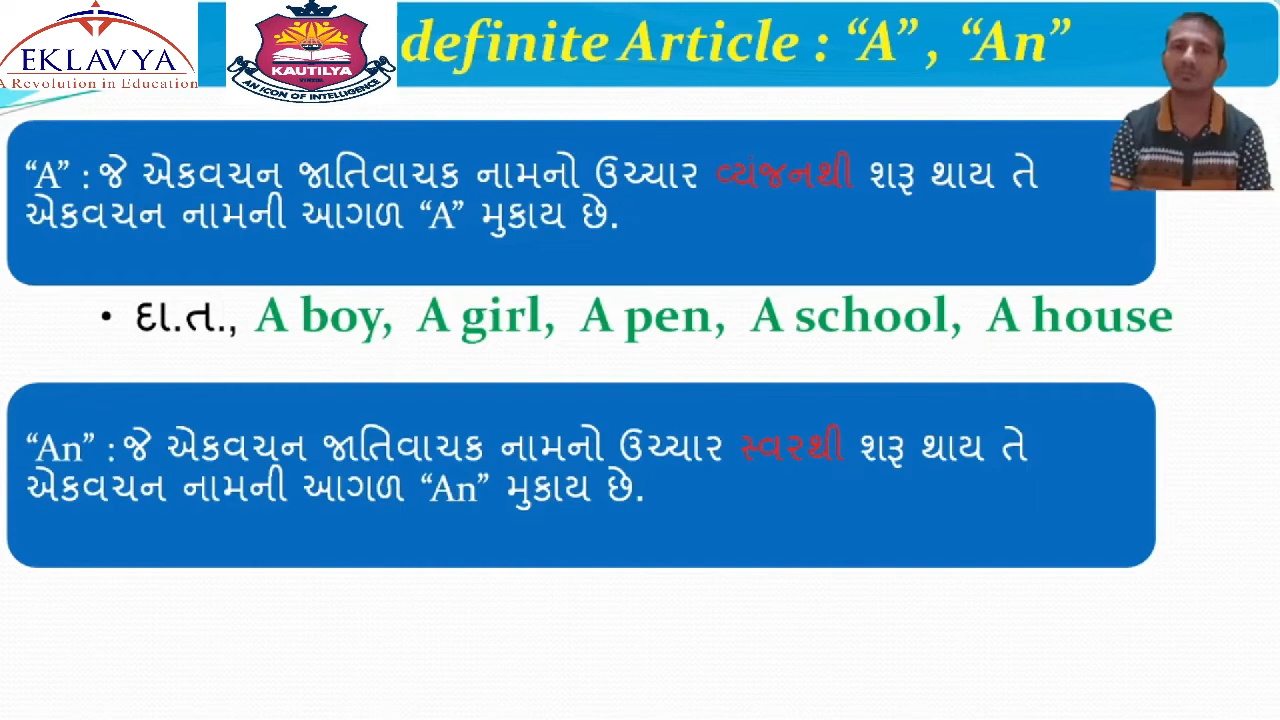 EKLAVYA
A Revolution in Education
KAUTILYA
AN ICON OF INTELLIGENCE
definite Article : “A” , “An”
“A” : જે એકવચન જાતિવાચક નામનો ઉચ્ચાર વ્યંજનથી શરૂ થાય તે
એકવચન નામની આગળ “A” મુકાય છે.
• દા.ત., A boy, A girl, A pen, A school, A house
“An” : જે એકવચન જાતિવાચક નામનો ઉચ્ચાર સ્વરથી શરૂ થાય તે
એકવચન નામની આગળ “An” મુકાય છે.